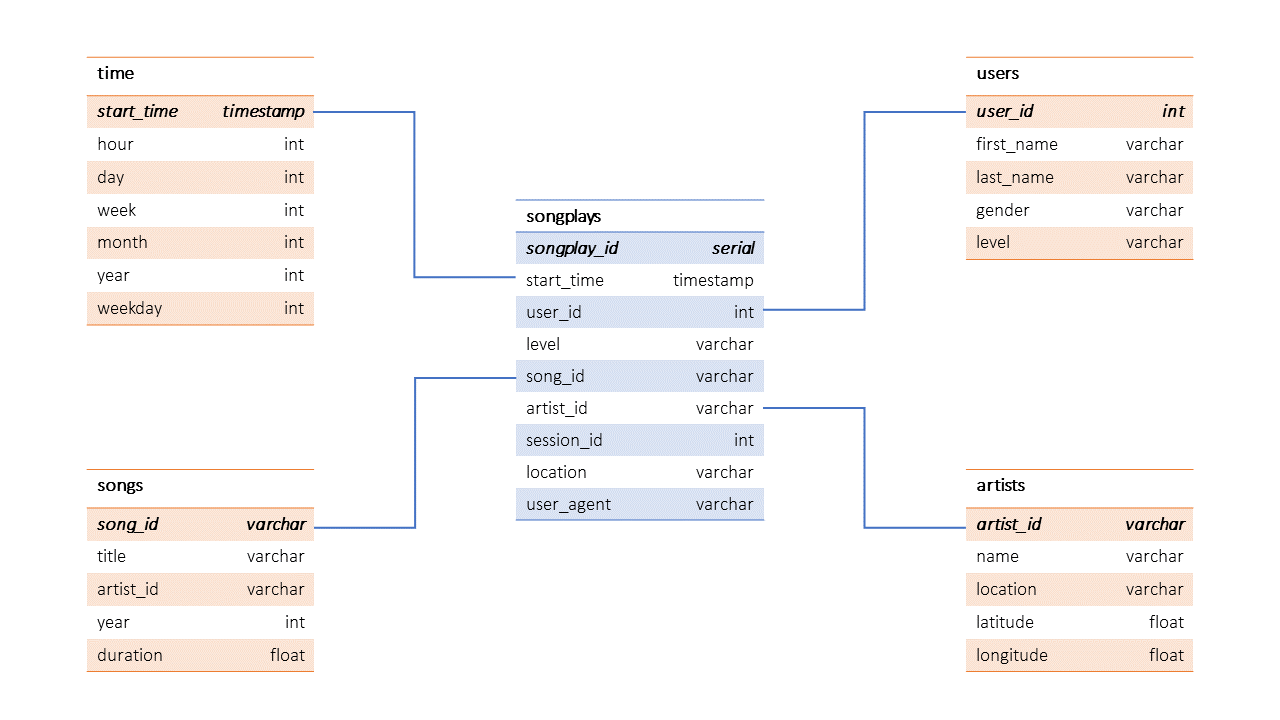 time
start_time timestamp
hour int
day int
week int
month int
year int
weekday int
users
user_id int
first_name varchar
last_name varchar
gender varchar
level varchar
songplays
songplay_id serial
start_time timestamp
user_id int
level varchar
song_id varchar
artist_id varchar
session_id int
location varchar
user_agent varchar
songs
song_id varchar
title varchar
artist_id varchar
year int
duration float
artists
artist_id varchar
name varchar
location varchar
latitude float
longitude float